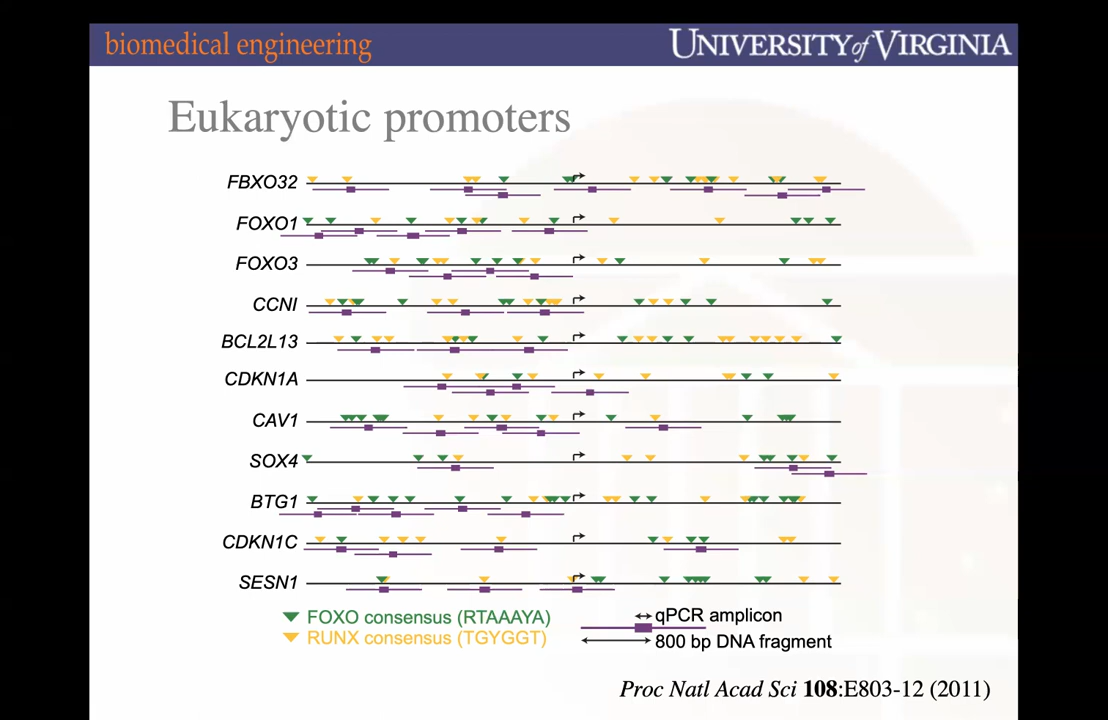 biomedical engineering
UNIVERSITY of VIRGINIA
Eukaryotic promoters
FBXO32
FOXO1
FOXO3
CCNI
BCL2L13
CDKN1A
CAV1
SOX4
BTG1
CDKN1C
SESN1
FOXO consensus (RTAAAYA)
RUNX consensus (TGYGGT)
qPCR amplicon
800 bp DNA fragment
Proc Natl Acad Sci 108:E803-12 (2011)